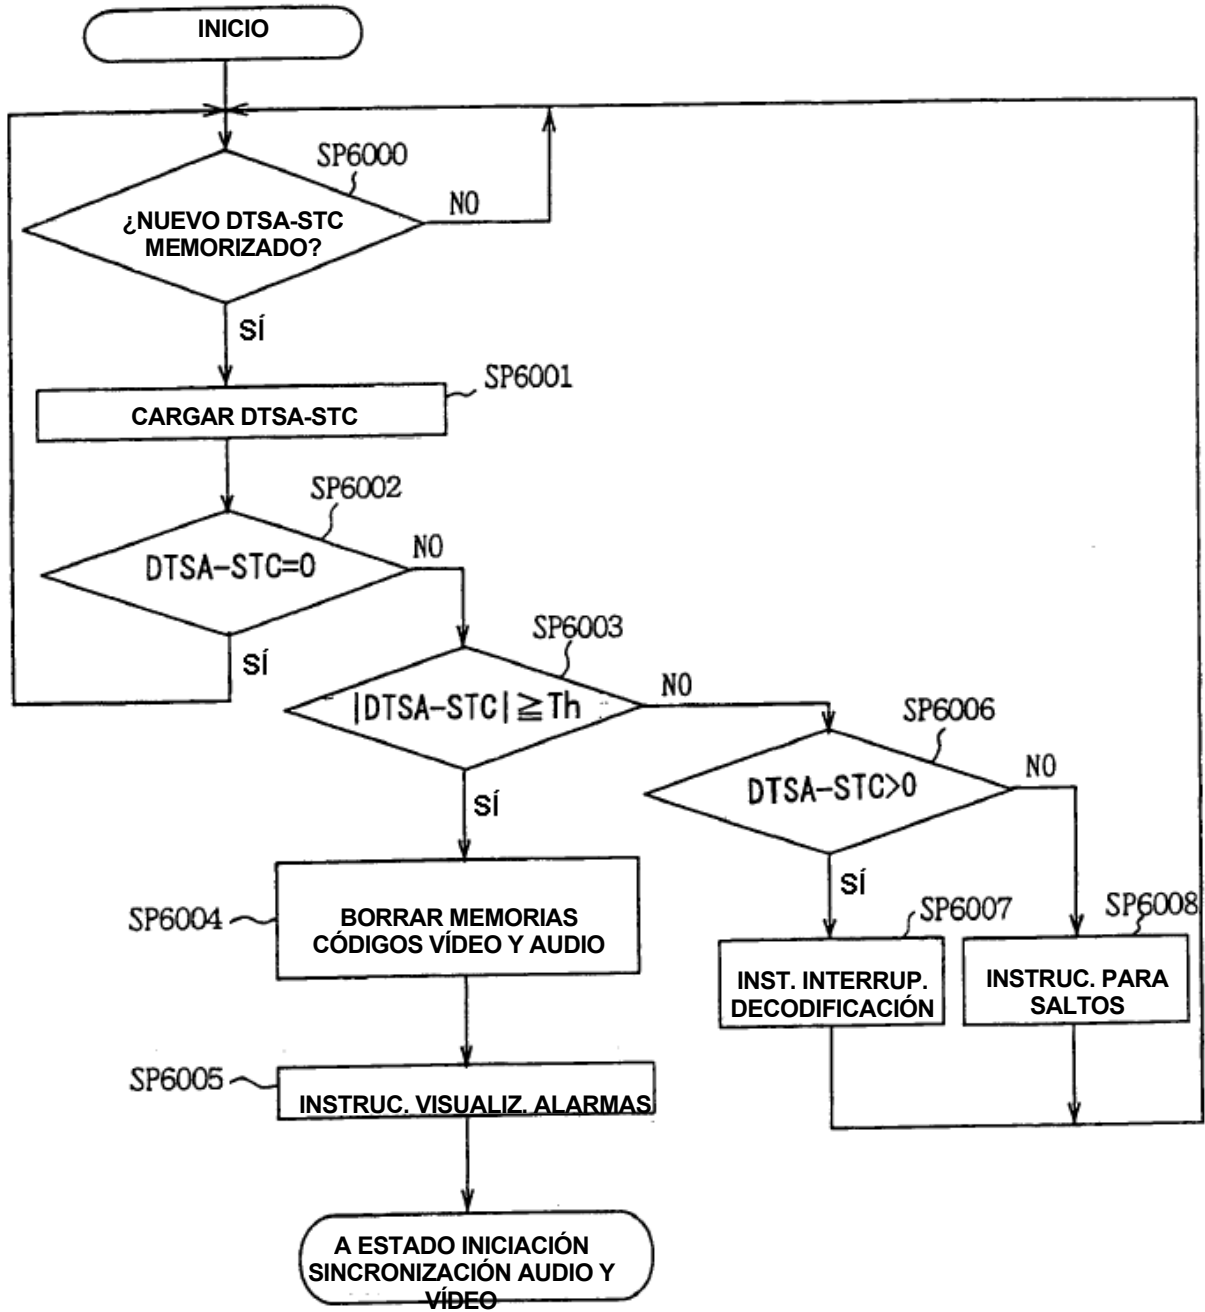 INICIO
SP6000
¿NUEVO DTSA-STC
MEMORIZADO?
NO
SÍ
SP6001
CARGAR DTSA-STC
SP6002
DTSA-STC=0
NO
SÍ
SP6003
|DTSA-STC|≧Th
NO
SÍ
SP6006
DTSA-STC>0
NO
SÍ
SP6004
BORRAR MEMORIAS
CÓDIGOS VÍDEO Y AUDIO
SP6007
INST. INTERRUP.
DECODIFICACIÓN
SP6008
INSTRUC. PARA
SALTOS
SP6005
INSTRUC. VISUALIZ. ALARMAS
A ESTADO INICIACIÓN
SINCRONIZACIÓN AUDIO Y
VÍDEO